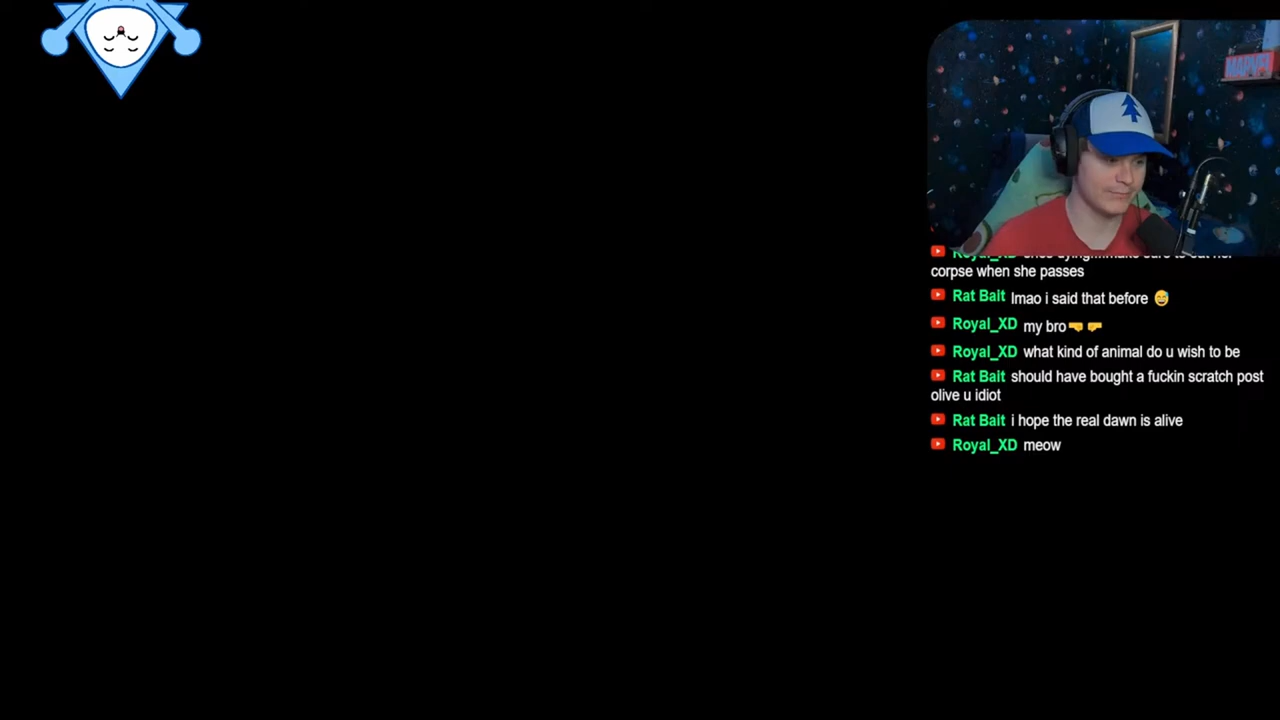 MARVEL
corpse when she passes
Rat Bait lmao i said that before 😅
Royal_XD my bro🤜 🤛
Royal_XD what kind of animal do u wish to be
Rat Bait should have bought a fuckin scratch post
olive u idiot
Rat Bait i hope the real dawn is alive
Royal_XD meow